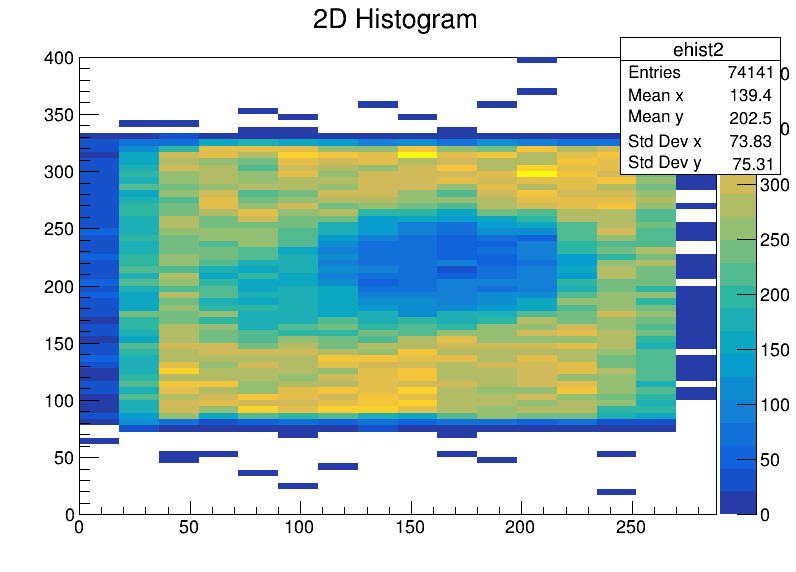 2D Histogram
ehist2
Entries 74141
Mean x 139.4
Mean y 202.5
Std Dev x 73.83
Std Dev y 75.31
400
350
300
250
200
150
100
50
0
0 50 100 150 200 250
0
0
300
250
200
150
100
50
0